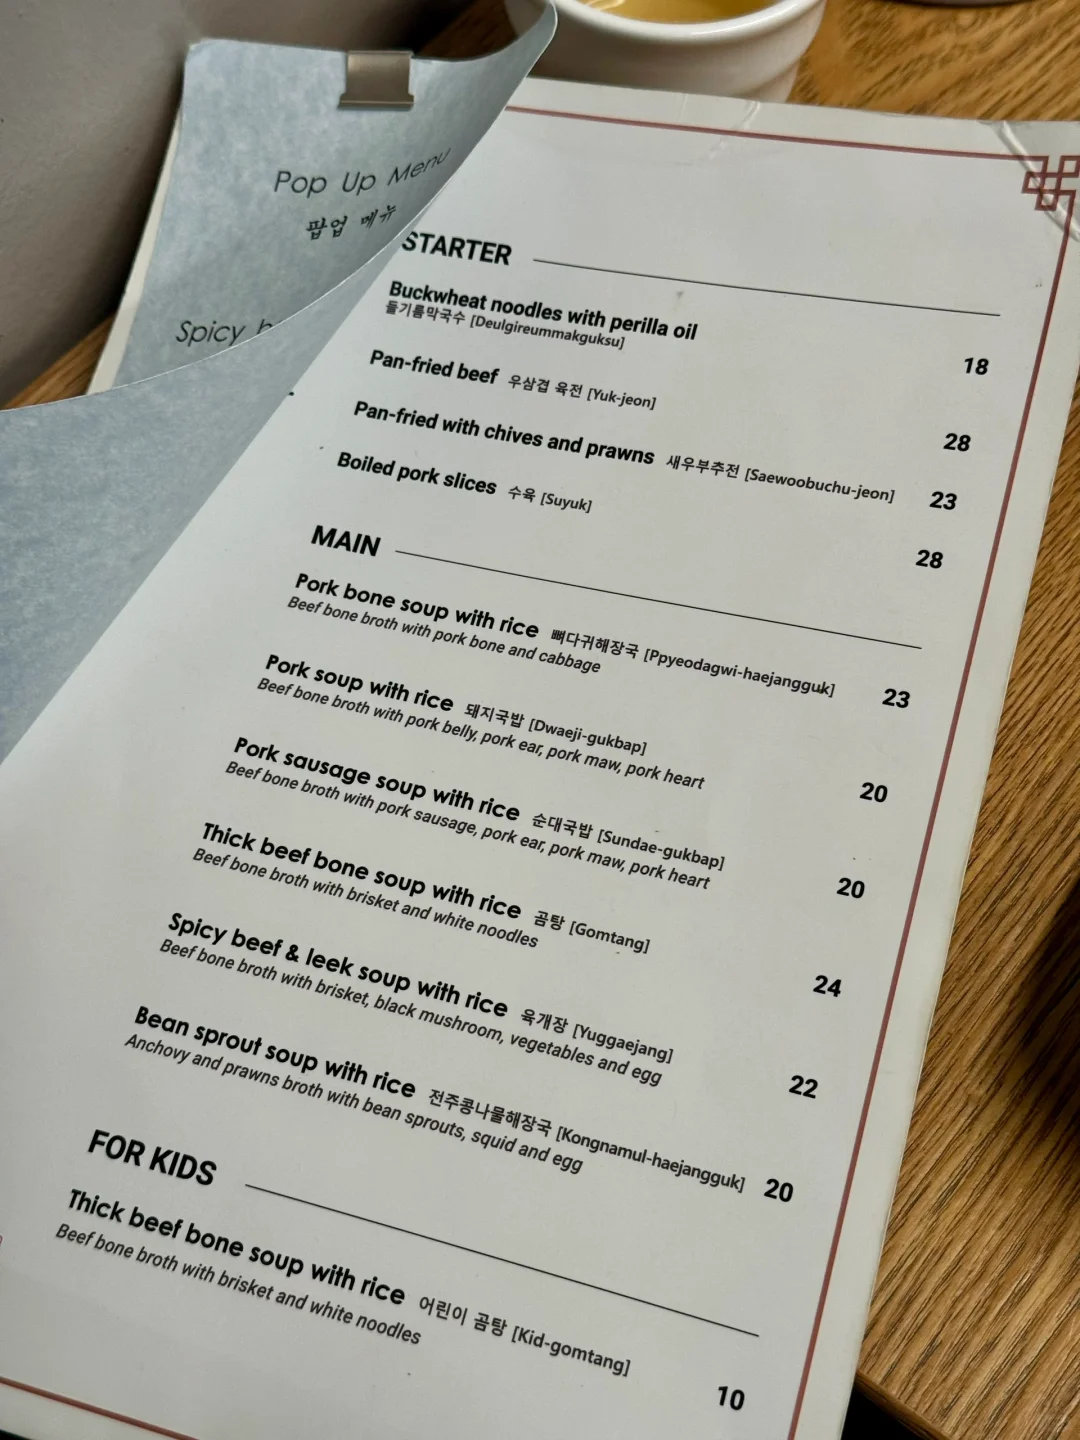 Pop Up Menu
팝업 메뉴
Spicy
STARTER
Buckwheat noodles with perilla oil
들기름막국수 [Deulgireummakguksu]
18
Pan-fried beef 우삼겹 육전 [Yuk-jeon]
28
Pan-fried with chives and prawns 새우부추전 [Saewoobuchu-jeon]
23
Boiled pork slices 수육 [Suyuk]
28
MAIN
Pork bone soup with rice 뼈다귀해장국 [Ppyeodagwi-haejangguk]
Beef bone broth with pork bone and cabbage
23
Pork soup with rice 돼지국밥 [Dwaeji-gukbap]
Beef bone broth with pork belly, pork ear, pork maw, pork heart
20
Pork sausage soup with rice 순대국밥 [Sundae-gukbap]
Beef bone broth with pork sausage, pork ear, pork maw, pork heart
20
Thick beef bone soup with rice 곰탕 [Gomtang]
Beef bone broth with brisket and white noodles
24
Spicy beef & leek soup with rice 육개장 [Yuggaejang]
Beef bone broth with brisket, black mushroom, vegetables and egg
22
Bean sprout soup with rice 전주콩나물해장국 [Kongnamul-haejangguk]
Anchovy and prawns broth with bean sprouts, squid and egg
20
FOR KIDS
Thick beef bone soup with rice 어린이 곰탕 [Kid-gomtang]
Beef bone broth with brisket and white noodles
10